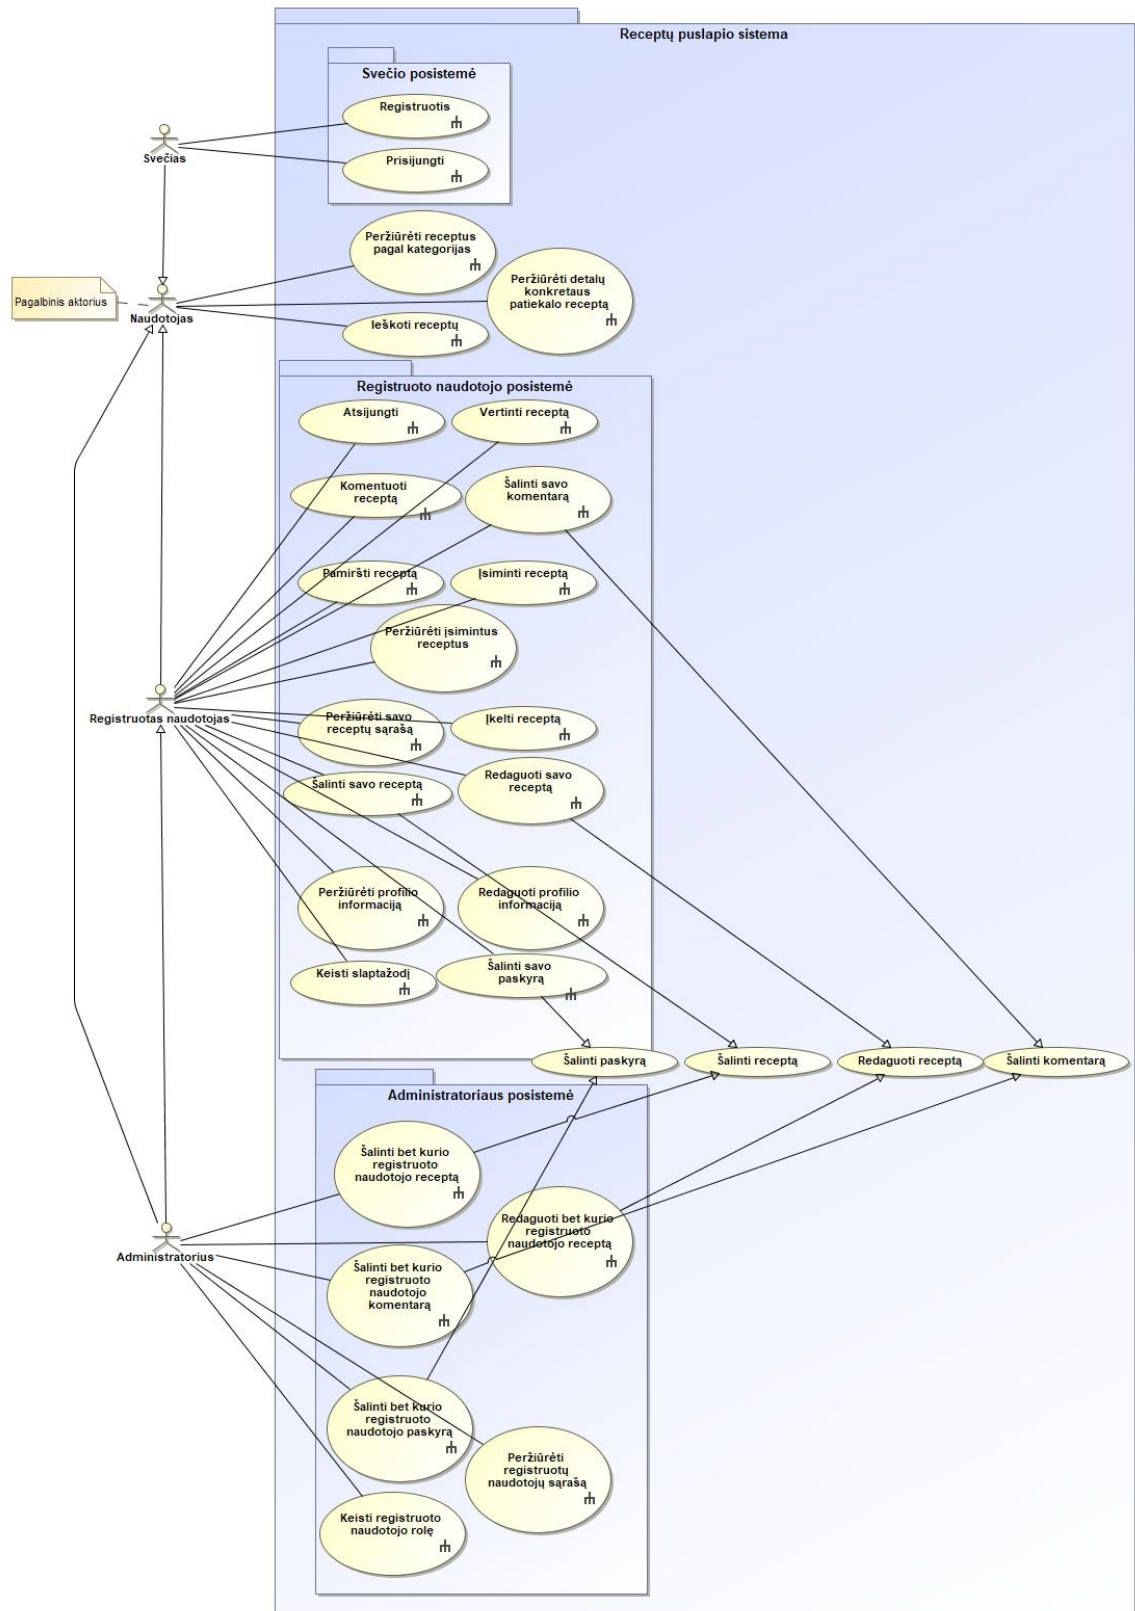 Receptų puslapio sistema
Svečio posistemė
Registruotis
Prisijungti
Svečias
Peržiūrėti receptus
pagal kategorijas
Peržiūrėti detalų
konkretaus
patiekalo receptą
Ieškoti receptų
Pagalbinis aktorius
Naudotojas
Registruoto naudotojo posistemė
Atsijungti
Vertinti receptą
Komentuoti
receptą
Šalinti savo
komentarą
Pamiršti receptą
Įsiminti receptą
Peržiūrėti įsimintus
receptus
Registruotas naudotojas
Peržiūrėti savo
receptų sąrašą
Įkelti receptą
Šalinti savo receptą
Redaguoti savo
receptą
Peržiūrėti profilio
informaciją
Redaguoti profilio
informaciją
Keisti slaptažodį
Šalinti savo
paskyrą
Šalinti paskyrą
Šalinti receptą
Redaguoti receptą
Šalinti komentarą
Administratoriaus posistemė
Šalinti bet kurio
registruoto
naudotojo receptą
Redaguoti bet kurio
registruoto
naudotojo receptą
Administratorius
Šalinti bet kurio
registruoto
naudotojo
komentarą
Šalinti bet kurio
registruoto
naudotojo paskyrą
Peržiūrėti
registruotų
naudotojų sąrašą
Keisti registruoto
naudotojo rolę